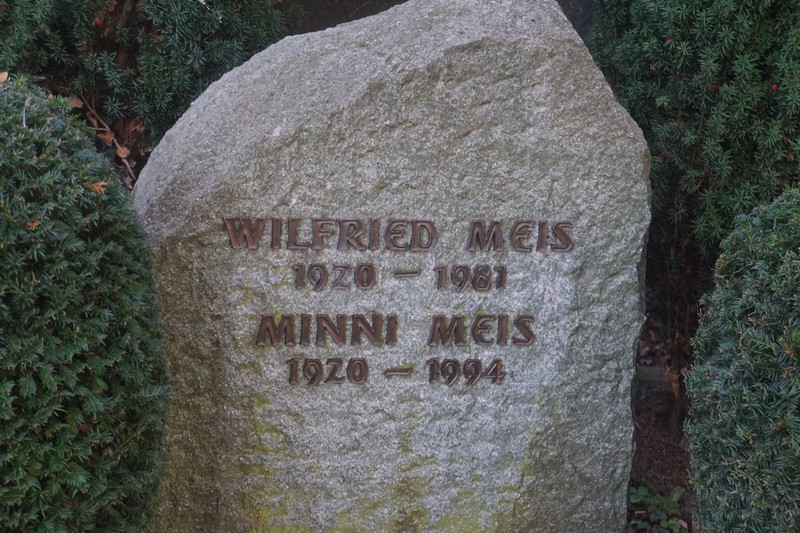 WILFRIED MEIS
1920 – 1981
MINNI MEIS
1920 – 1994